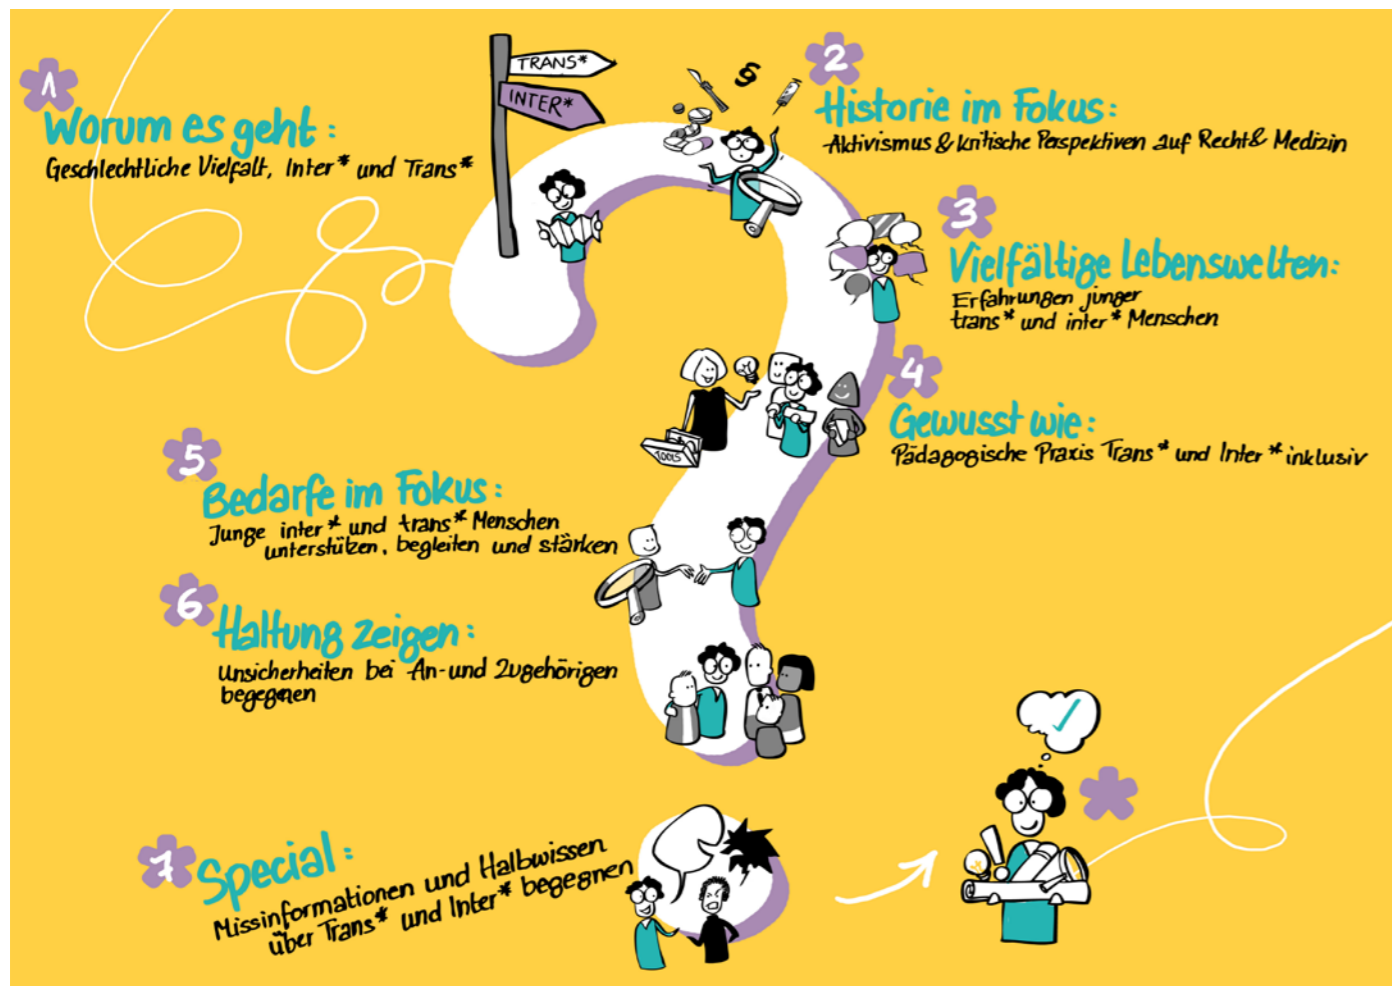 1
Worum es geht:
Geschlechtliche Vielfalt, Inter* und Trans*
TRANS*
INTER*
§
2
Historie im Fokus:
Aktivismus & kritische Perspektiven auf Recht & Medizin
3
Vielfältige Lebenswelten:
Erfahrungen junger
trans* und inter* Menschen
4
Gewusst wie:
Pädagogische Praxis Trans* und Inter* inklusiv
TOOLS
5
Bedarfe im Fokus:
Junge inter* und trans* Menschen
unterstützen, begleiten und stärken
6
Haltung zeigen:
Unsicherheiten bei An- und Zugehörigen
begegnen
7
Special:
Missinformationen und Halbwissen
über Trans* und Inter* begegnen